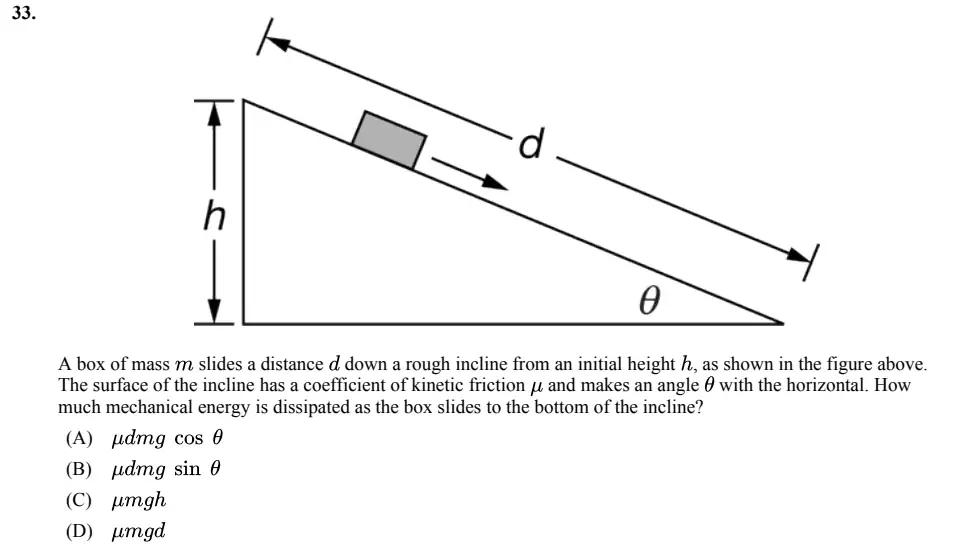 33.
d
h
θ
A box of mass m slides a distance d down a rough incline from an initial height h, as shown in the figure above.
The surface of the incline has a coefficient of kinetic friction μ and makes an angle θ with the horizontal. How
much mechanical energy is dissipated as the box slides to the bottom of the incline?
(A) μdmg cos θ
(B) μdmg sin θ
(C) μmgh
(D) μmgd